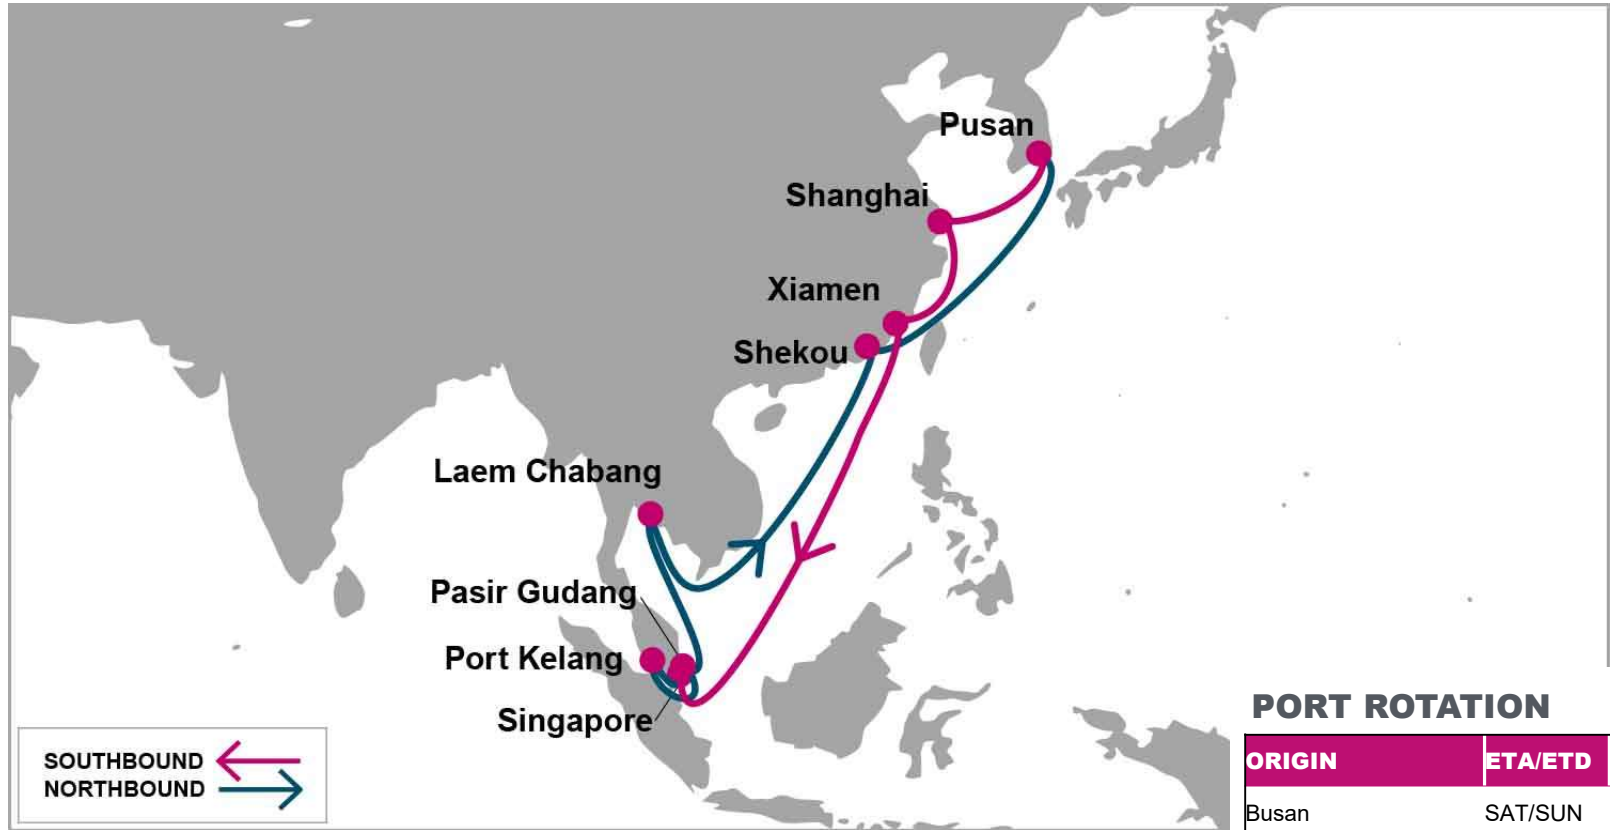 Pusan
Shanghai
Xiamen
Shekou
Laem Chabang
Pasir Gudang
Port Kelang
Singapore
SOUTHBOUND
NORTHBOUND
PORT ROTATION
ORIGIN ETA/ETD
Busan SAT/SUN